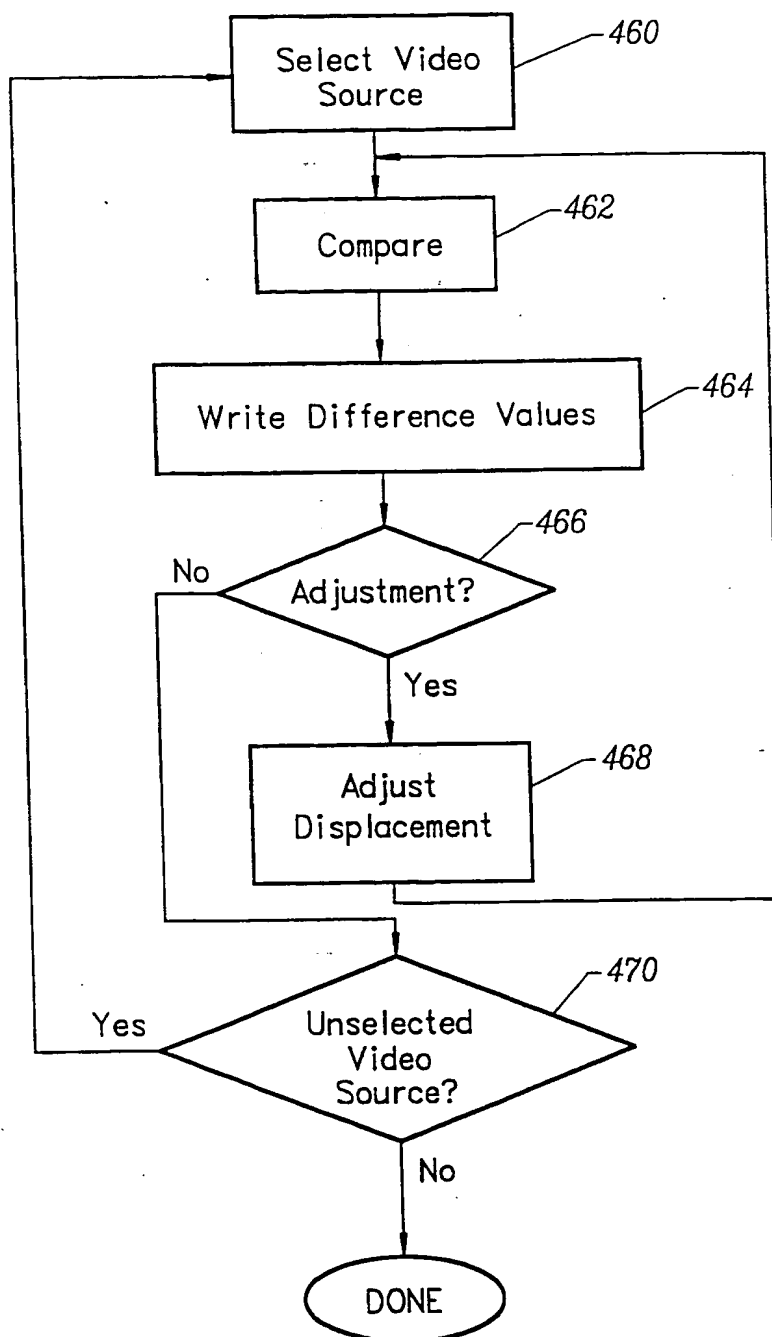 460
Select Video
Source
462
Compare
464
Write Difference Values
466
No
Adjustment?
Yes
468
Adjust
Displacement
470
Yes
Unselected
Video
Source?
No
DONE